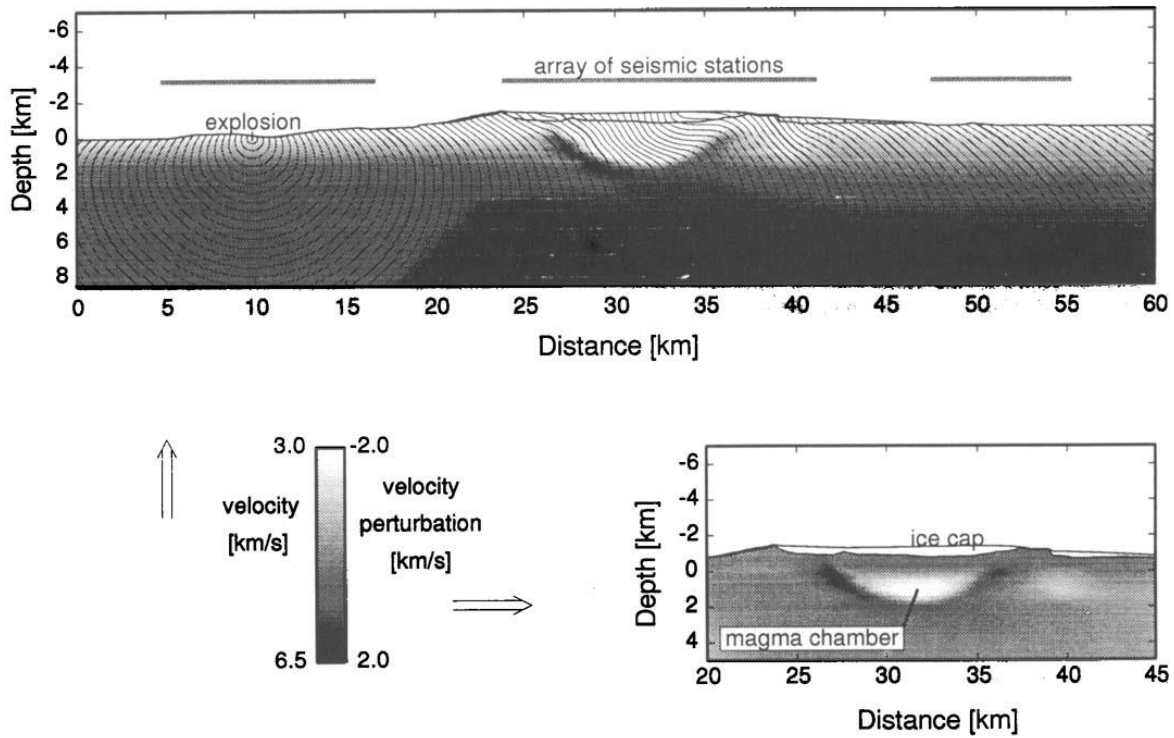 -6
-4
-2
0
2
4
6
8
Depth [km]
array of seismic stations
explosion
0 5 10 15 20 25 30 35 40 45 50 55 60
Distance [km]
3.0 -2.0
velocity
[km/s]
velocity
perturbation
[km/s]
6.5 2.0
-6
-4
-2
0
2
4
Depth [km]
ice cap
magma chamber
20 25 30 35 40 45
Distance [km]